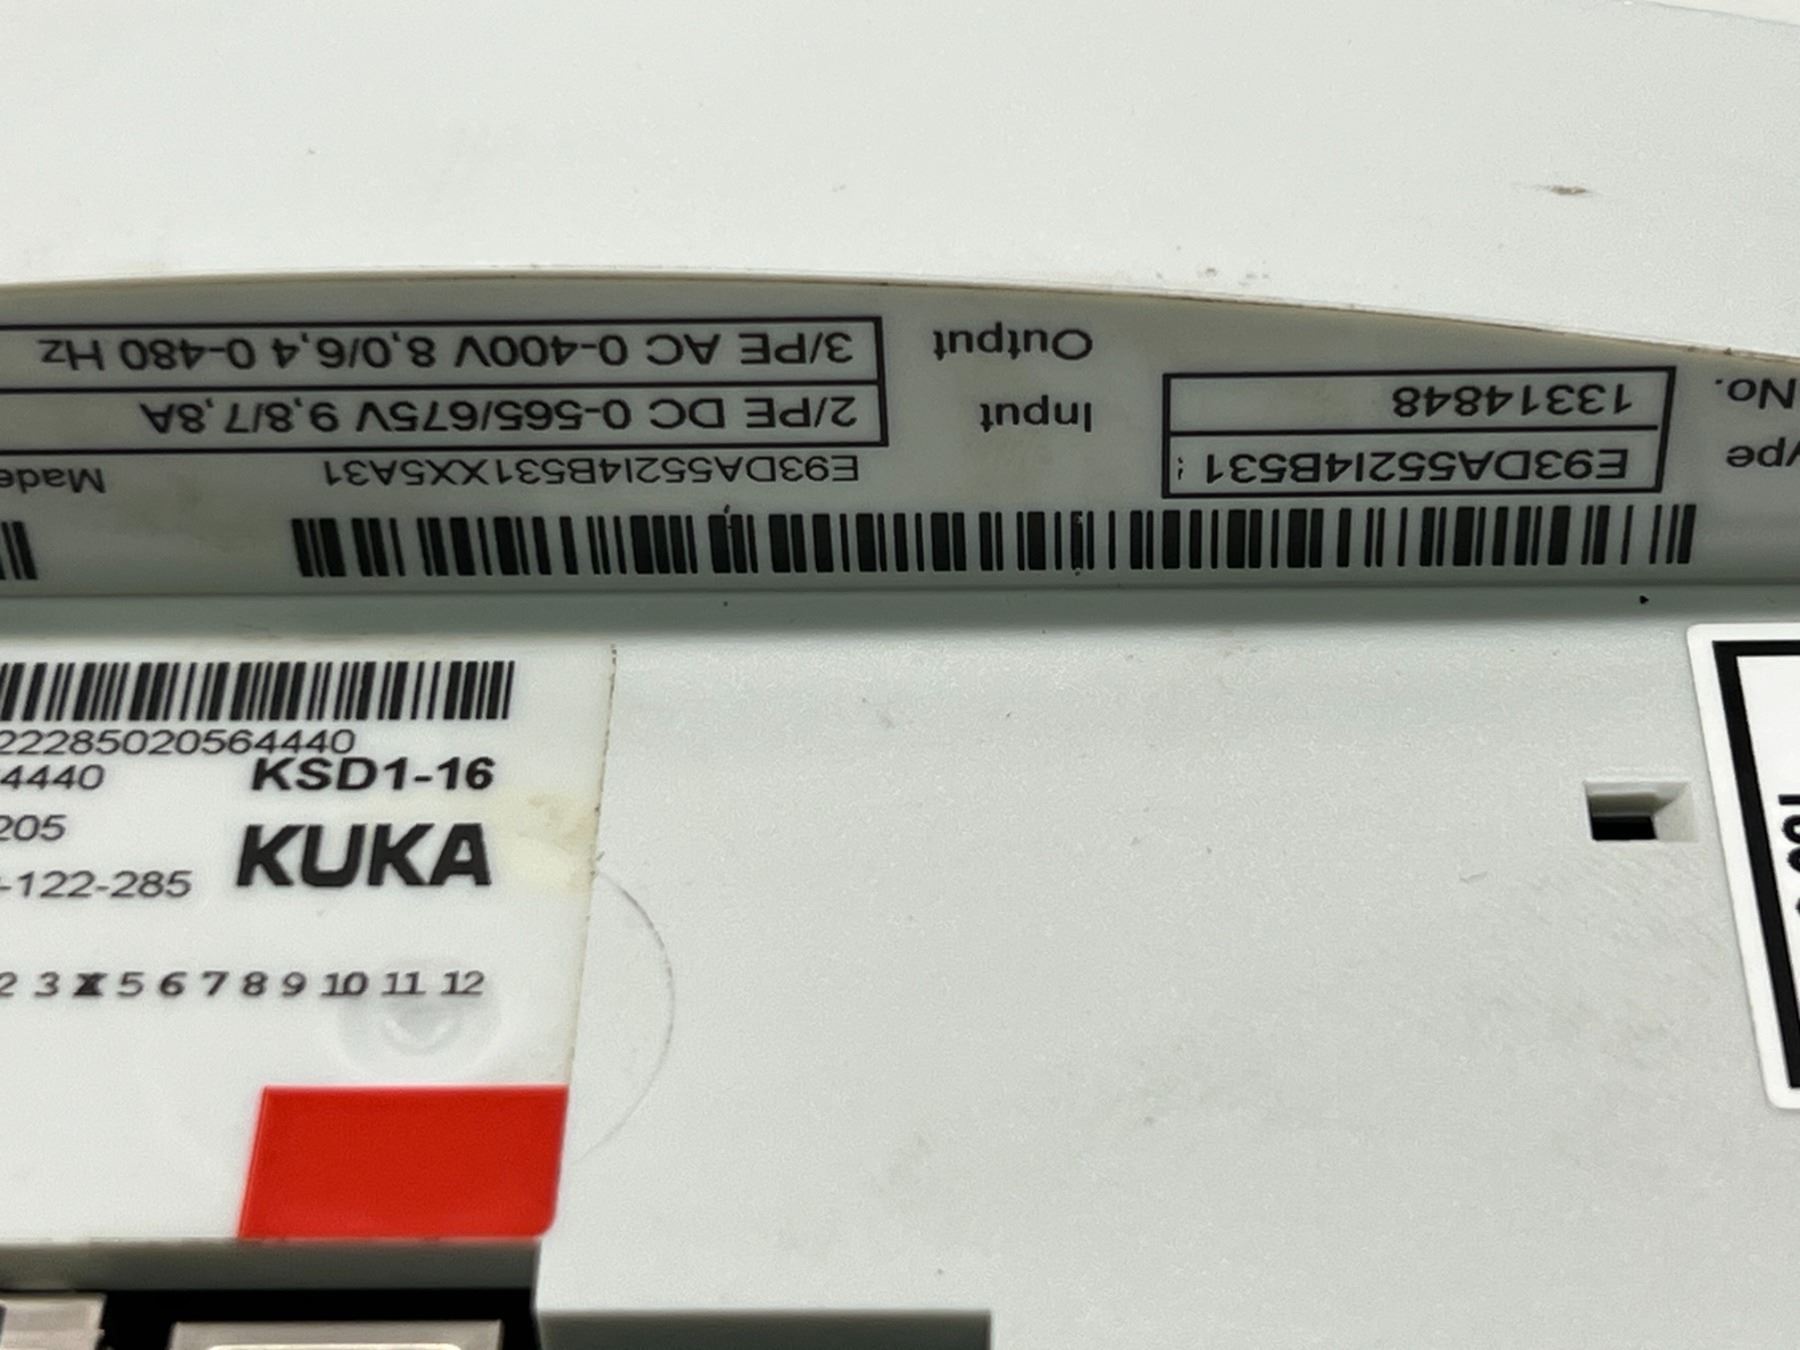 3/PE AC 0-400V 8,0/6,4 0-480 Hz
Output
2/PE DC 0-565/675V 9,8/7,8A
Input
No.
13314848
E93DA552I4B531
E93DA552I4B531XX5A31
Made
22285020564440
4440
KSD1-16
205
KUKA
-122-285
2 3 5 6 7 8 9 10 11 12